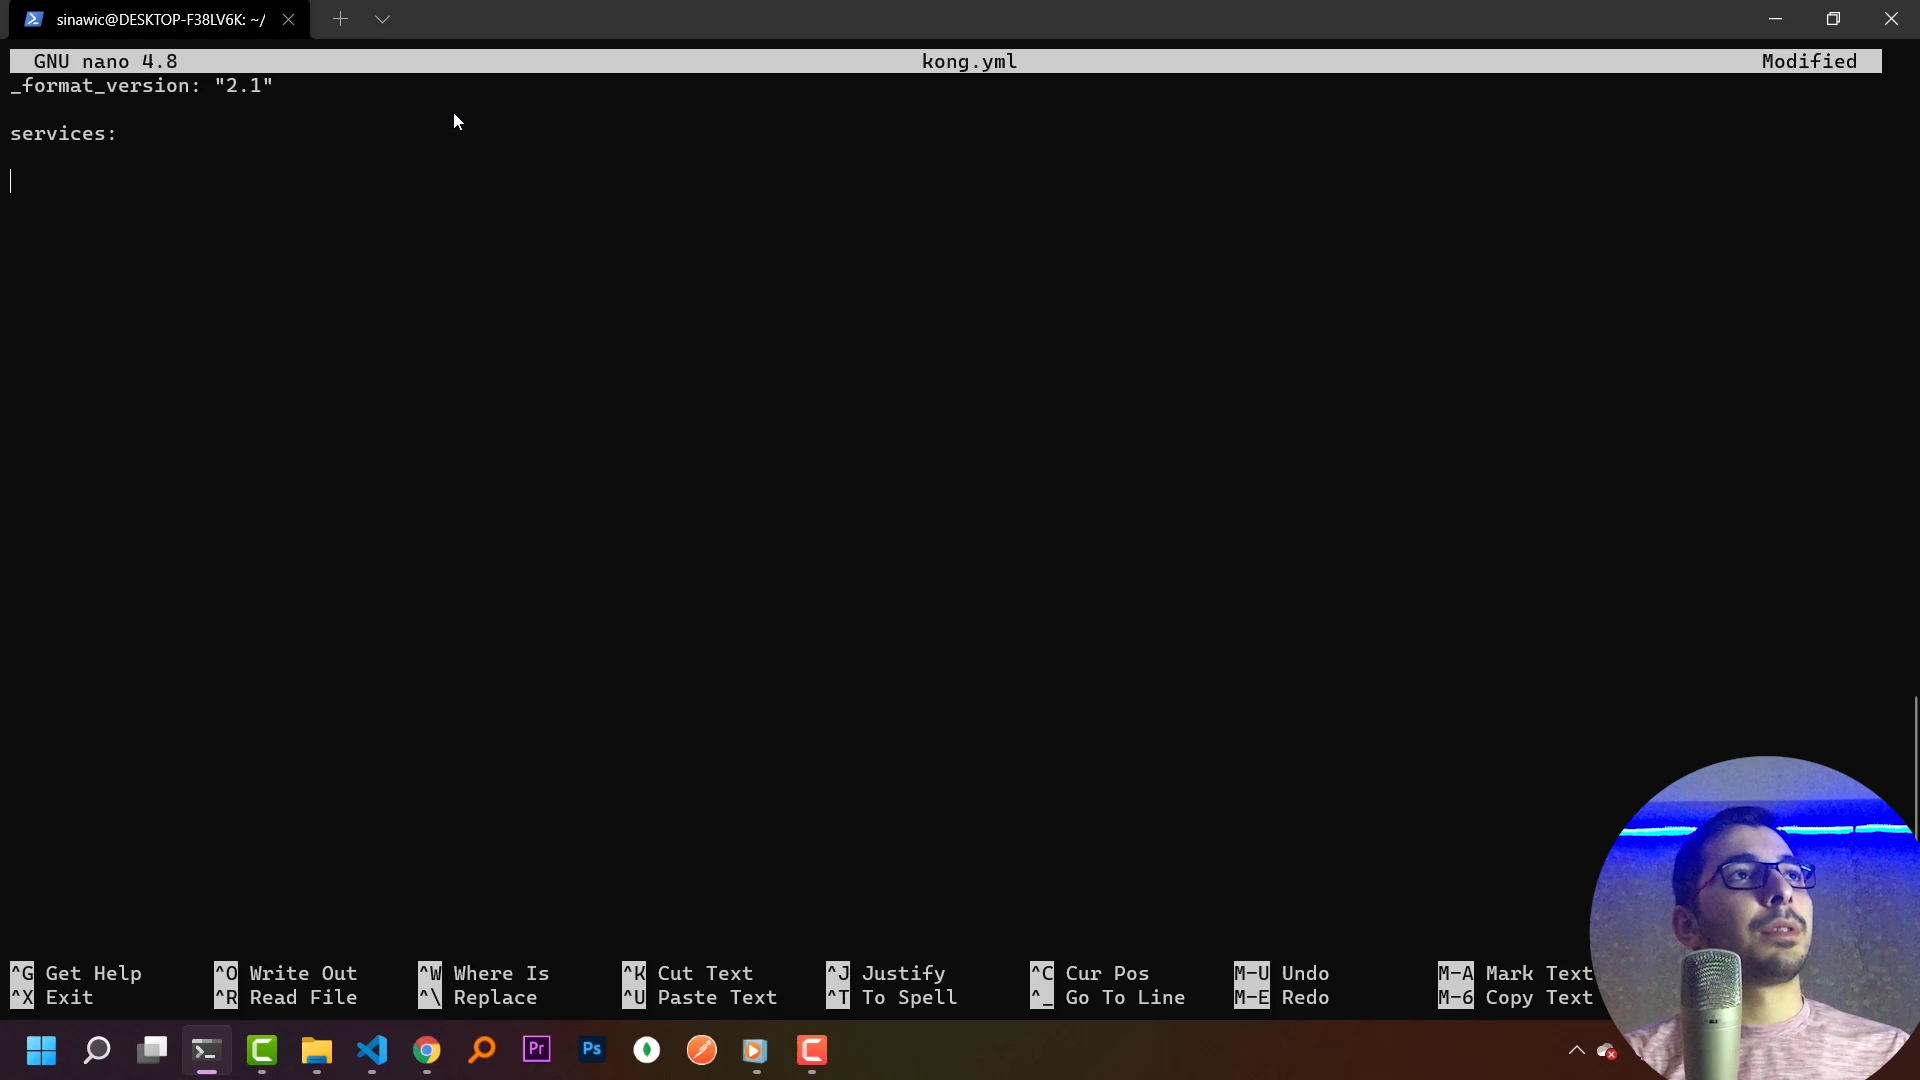 sinawic@DESKTOP-F38LV6K: ~/
GNU nano 4.8 kong.yml Modified
_format_version: "2.1"
services:
^G Get Help ^O Write Out ^W Where Is ^K Cut Text ^J Justify ^C Cur Pos M-U Undo M-A Mark Text
^X Exit ^R Read File ^\ Replace ^U Paste Text ^T To Spell ^_ Go To Line M-E Redo M-6 Copy Text
Pr
Ps